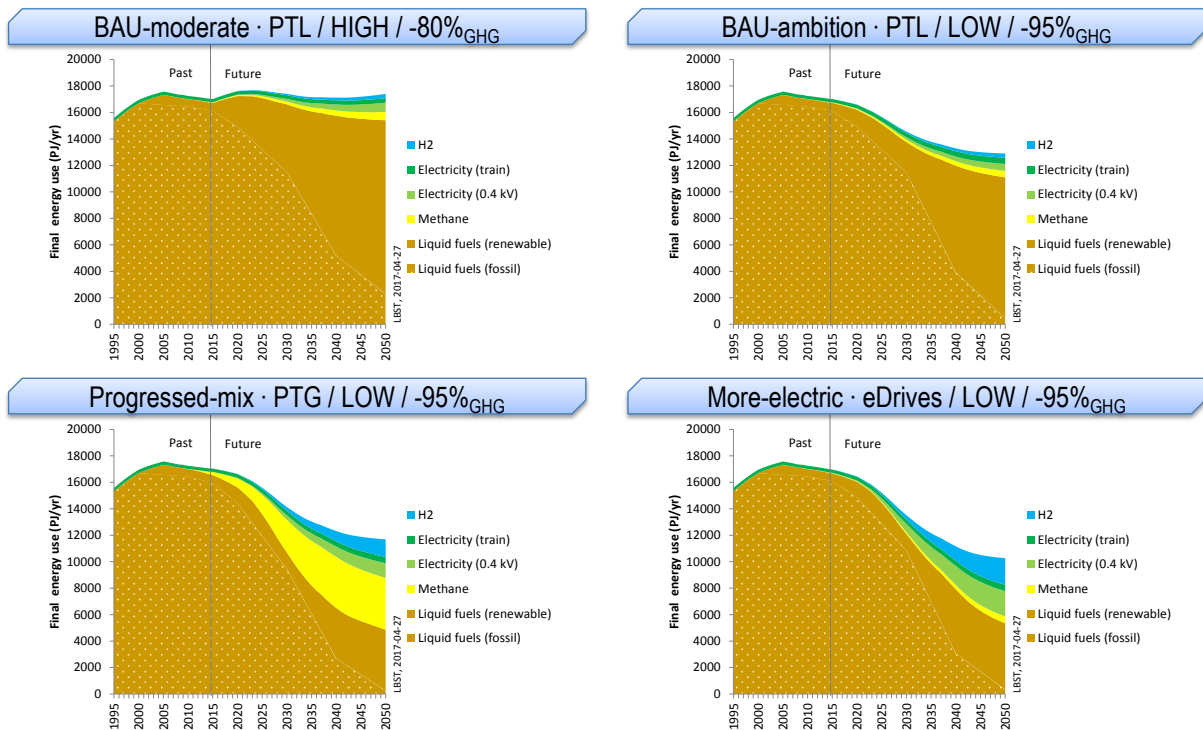 BAU-moderate · PTL / HIGH / -80%GHG
Final energy use (PJ/yr)
20000
18000
16000
14000
12000
10000
8000
6000
4000
2000
0
Past
Future
1995
2000
2005
2010
2015
2020
2025
2030
2035
2040
2045
2050
H2
Electricity (train)
Electricity (0.4 kV)
Methane
Liquid fuels (renewable)
Liquid fuels (fossil)
LBST, 2017-04-27
BAU-ambition · PTL / LOW / -95%GHG
Final energy use (PJ/yr)
20000
18000
16000
14000
12000
10000
8000
6000
4000
2000
0
Past
Future
1995
2000
2005
2010
2015
2020
2025
2030
2035
2040
2045
2050
H2
Electricity (train)
Electricity (0.4 kV)
Methane
Liquid fuels (renewable)
Liquid fuels (fossil)
LBST, 2017-04-27
Progressed-mix · PTG / LOW / -95%GHG
Final energy use (PJ/yr)
20000
18000
16000
14000
12000
10000
8000
6000
4000
2000
0
Past
Future
1995
2000
2005
2010
2015
2020
2025
2030
2035
2040
2045
2050
H2
Electricity (train)
Electricity (0.4 kV)
Methane
Liquid fuels (renewable)
Liquid fuels (fossil)
LBST, 2017-04-27
More-electric · eDrives / LOW / -95%GHG
Final energy use (PJ/yr)
20000
18000
16000
14000
12000
10000
8000
6000
4000
2000
0
Past
Future
1995
2000
2005
2010
2015
2020
2025
2030
2035
2040
2045
2050
H2
Electricity (train)
Electricity (0.4 kV)
Methane
Liquid fuels (renewable)
Liquid fuels (fossil)
LBST, 2017-04-27